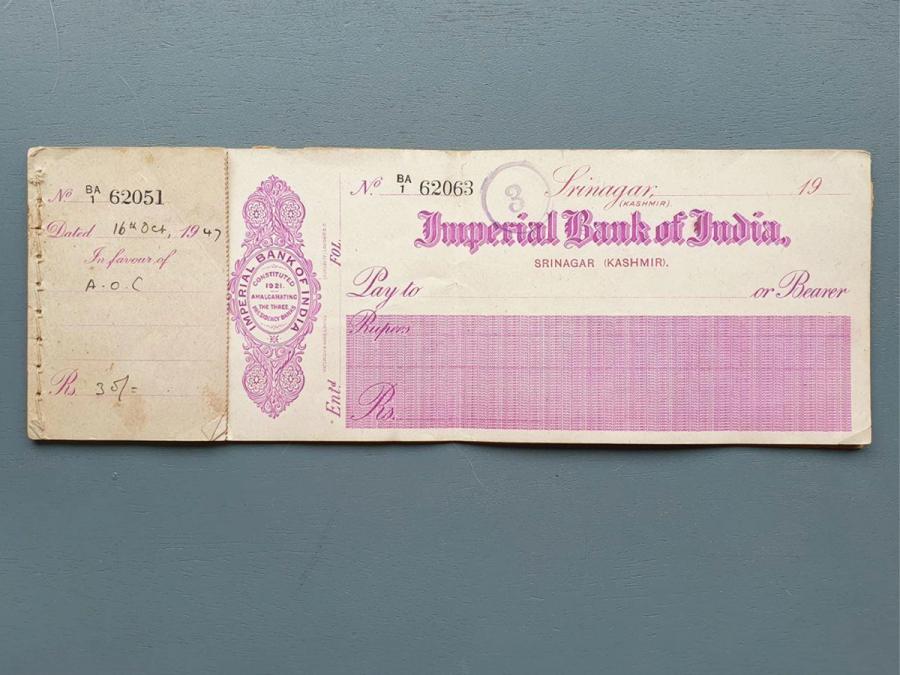 No BA/1 62051
Dated 16th Oct, 1947
In favour of
A.O.C
Rs. 35/=
IMPERIAL BANK OF INDIA
CONSTITUTED
1921.
AMALGAMATING
THE THREE
PRESIDENCY BANKS
FOL.
Entd
No BA/1 62063
3
Srinagar, 19
(KASHMIR)
Imperial Bank of India,
SRINAGAR (KASHMIR).
Pay to or Bearer
Rupees
Rs.